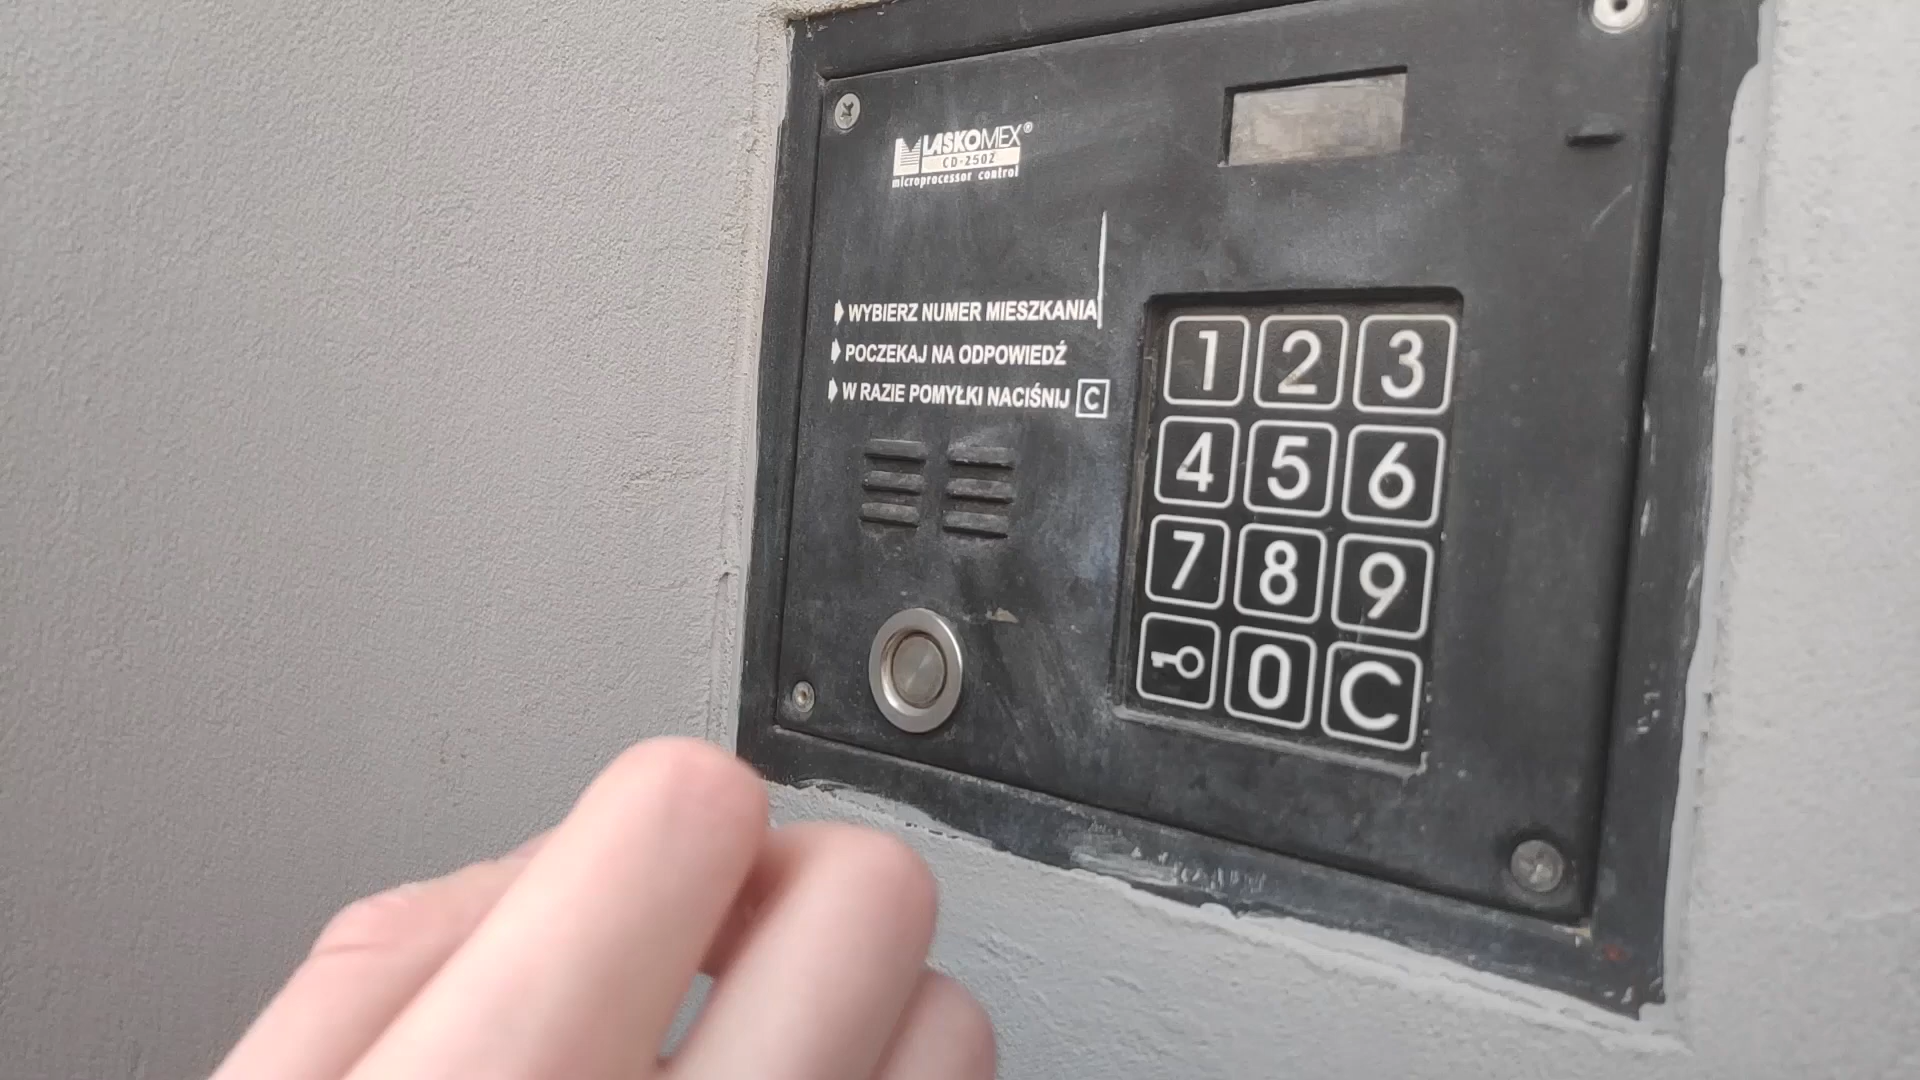 LASKOMEX®
CD-2502
microprocessor control
WYBIERZ NUMER MIESZKANIA
POCZEKAJ NA ODPOWIEDŹ
W RAZIE POMYŁKI NACIŚNIJ C
1 2 3
4 5 6
7 8 9
0 C